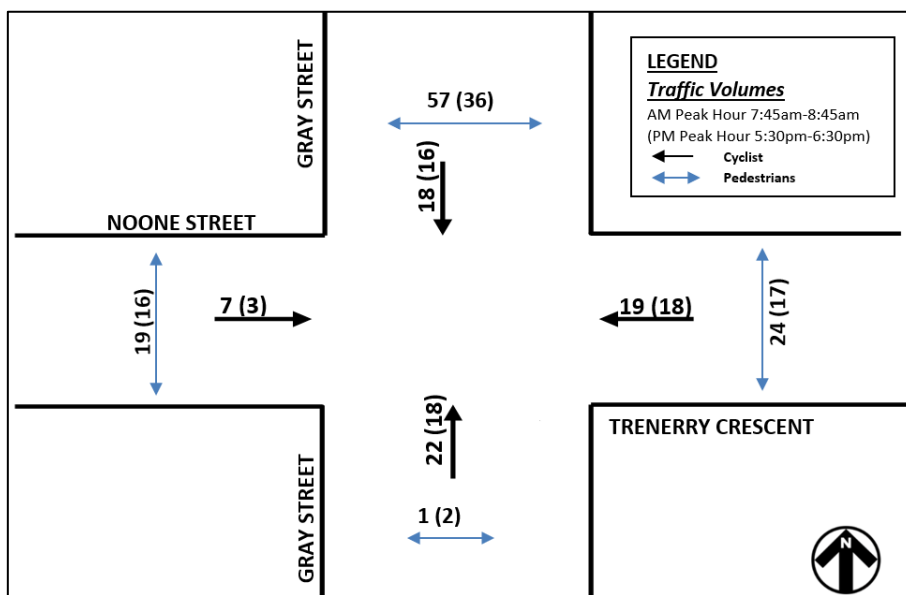 GRAY STREET
57 (36)
18 (16)
LEGEND
Traffic Volumes
AM Peak Hour 7:45am-8:45am
(PM Peak Hour 5:30pm-6:30pm)
Cyclist
Pedestrians
NOONE STREET
19 (16)
7 (3)
19 (18)
24 (17)
22 (18)
TRENERRY CRESCENT
GRAY STREET
1 (2)
N